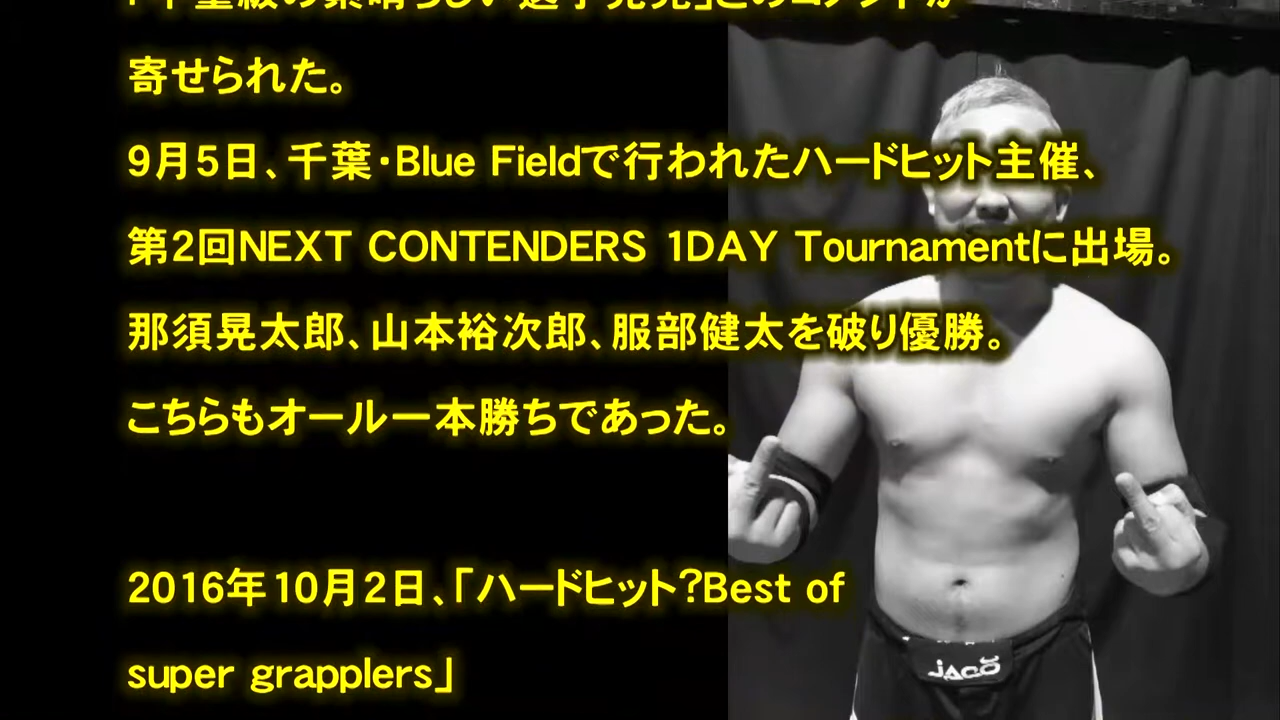 寄せられた。
9月5日、千葉・Blue Fieldで行われたハードヒット主催、
第2回NEXT CONTENDERS 1DAY Tournamentに出場。
那須晃太郎、山本裕次郎、服部健太を破り優勝。
こちらもオール一本勝ちであった。
2016年10月2日、「ハードヒット?Best of
super grapplers」
JACO